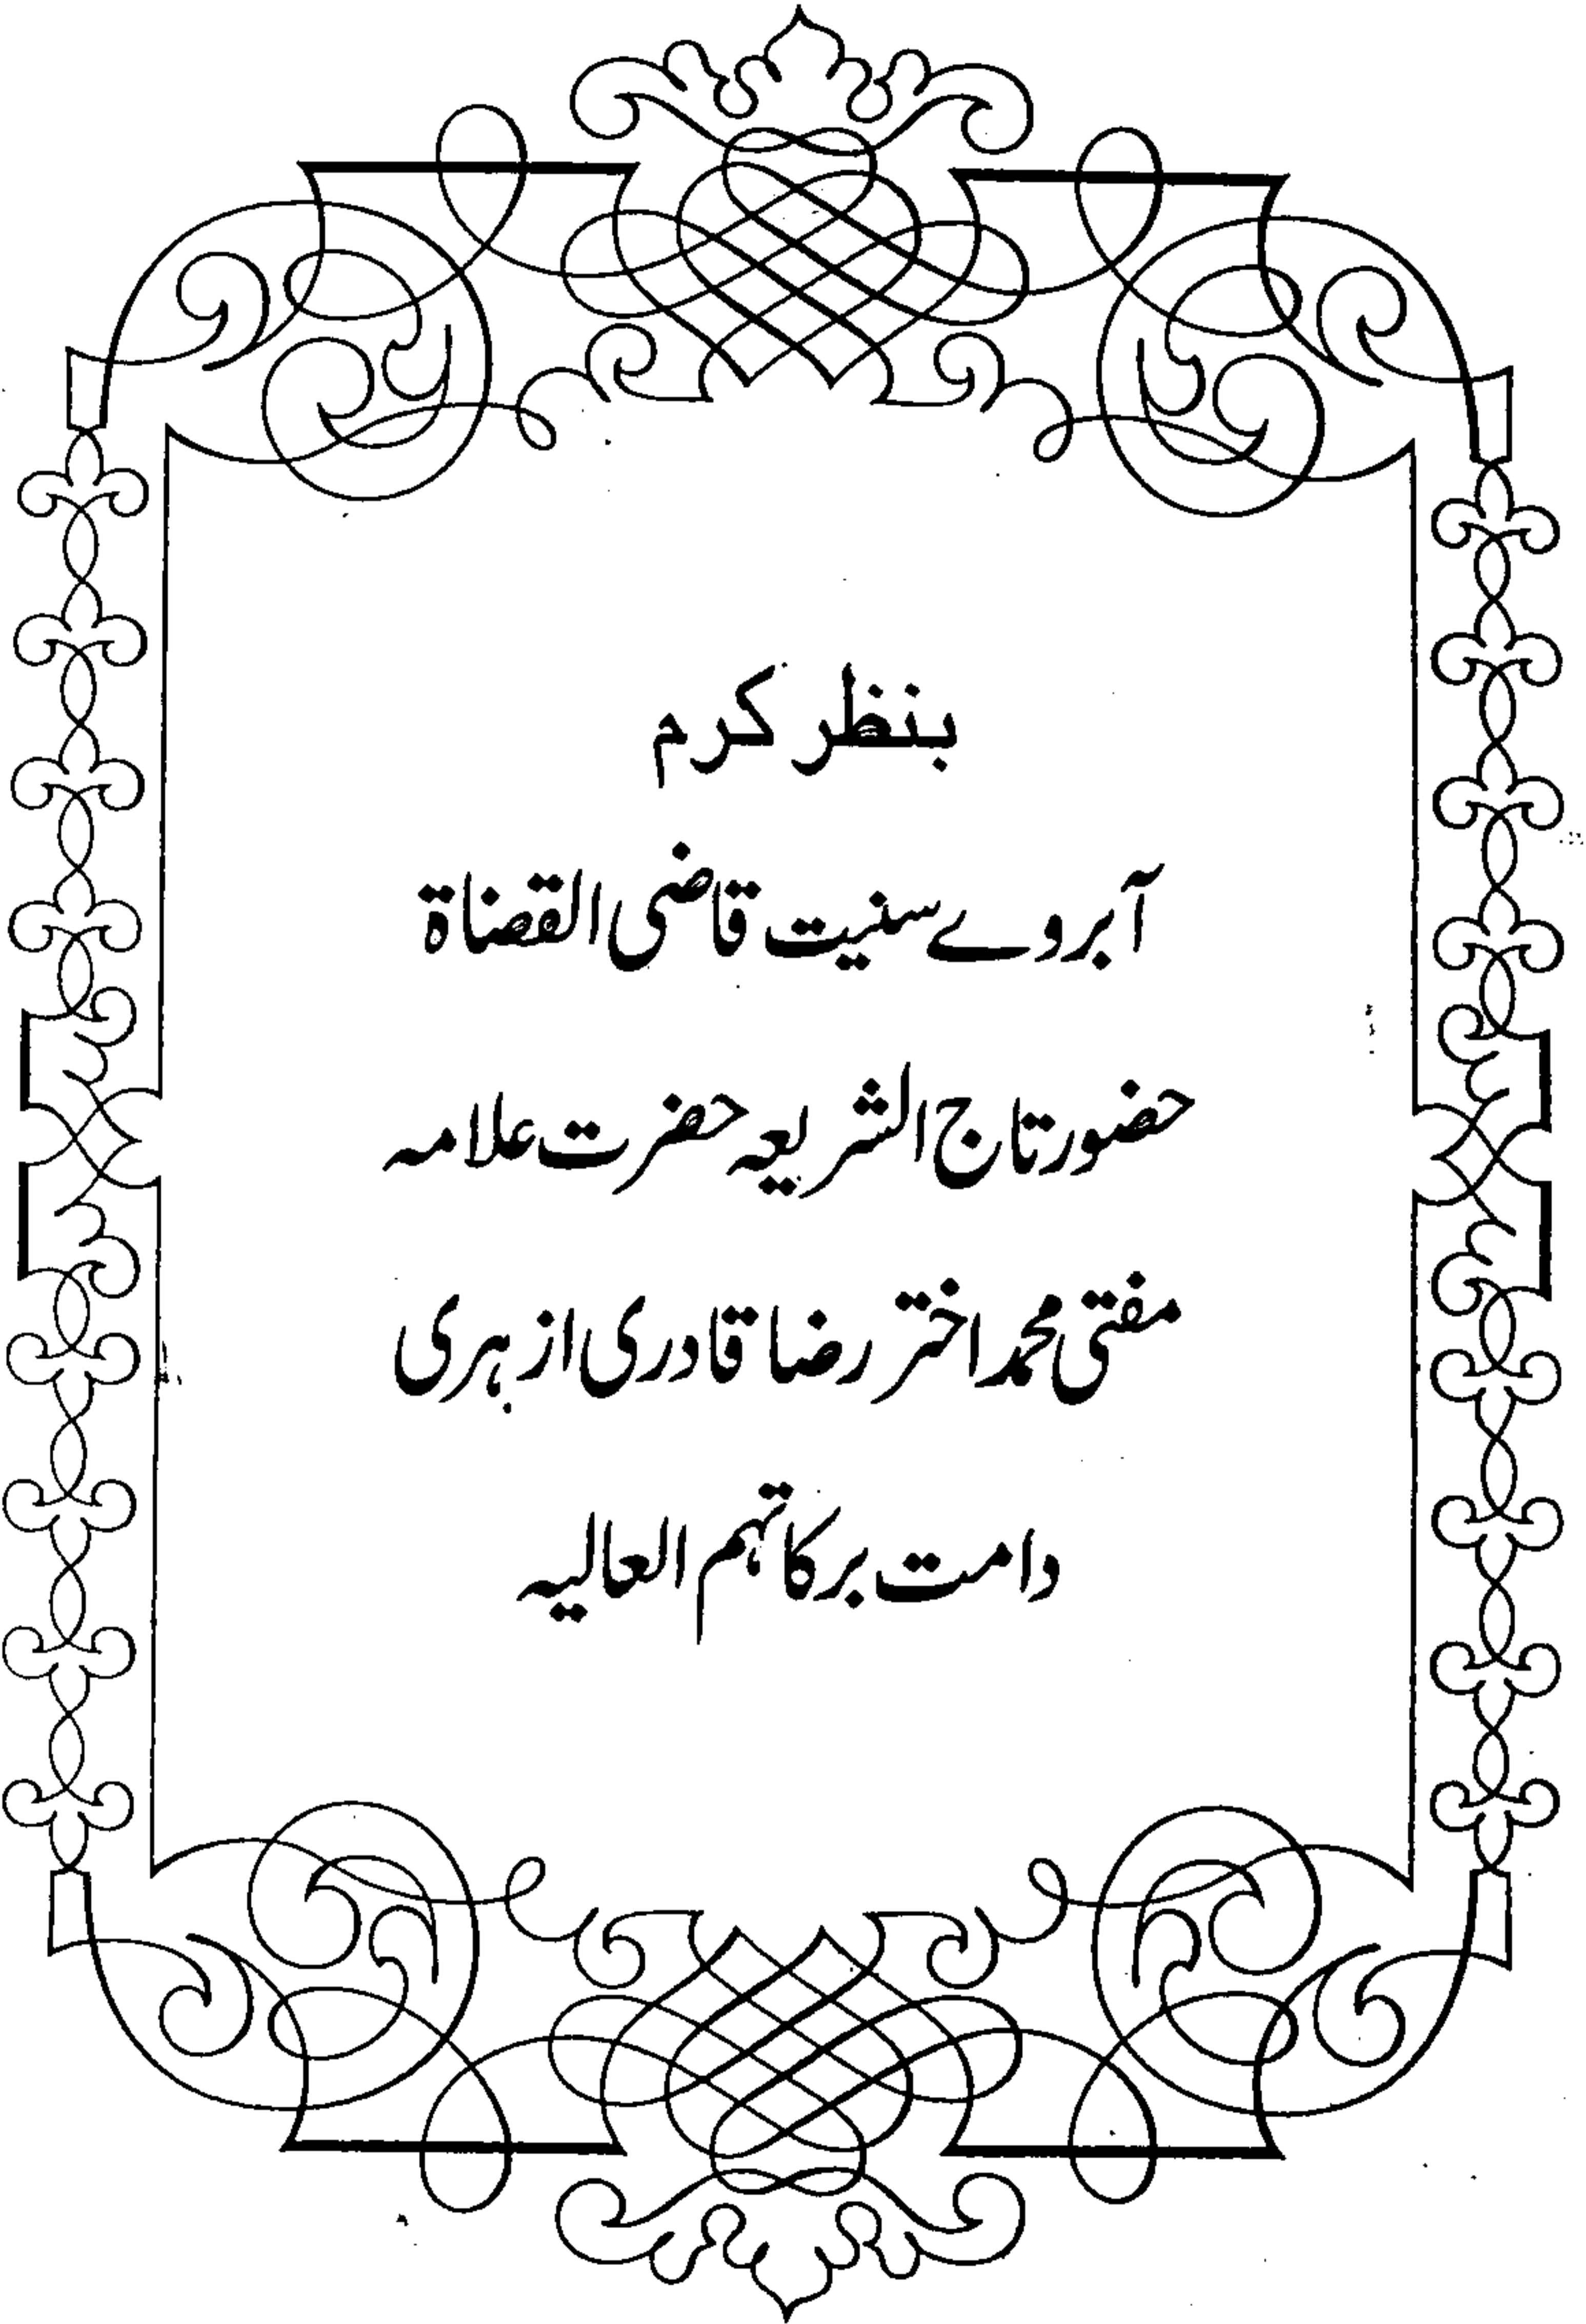 بنظر کرم
آبروے سنیت قاضی القضاۃ
حضور تاج الشریعہ حضرت علامہ
مفتی محمد اختر رضا قادری ازہری
دامت برکاتہم العالیہ